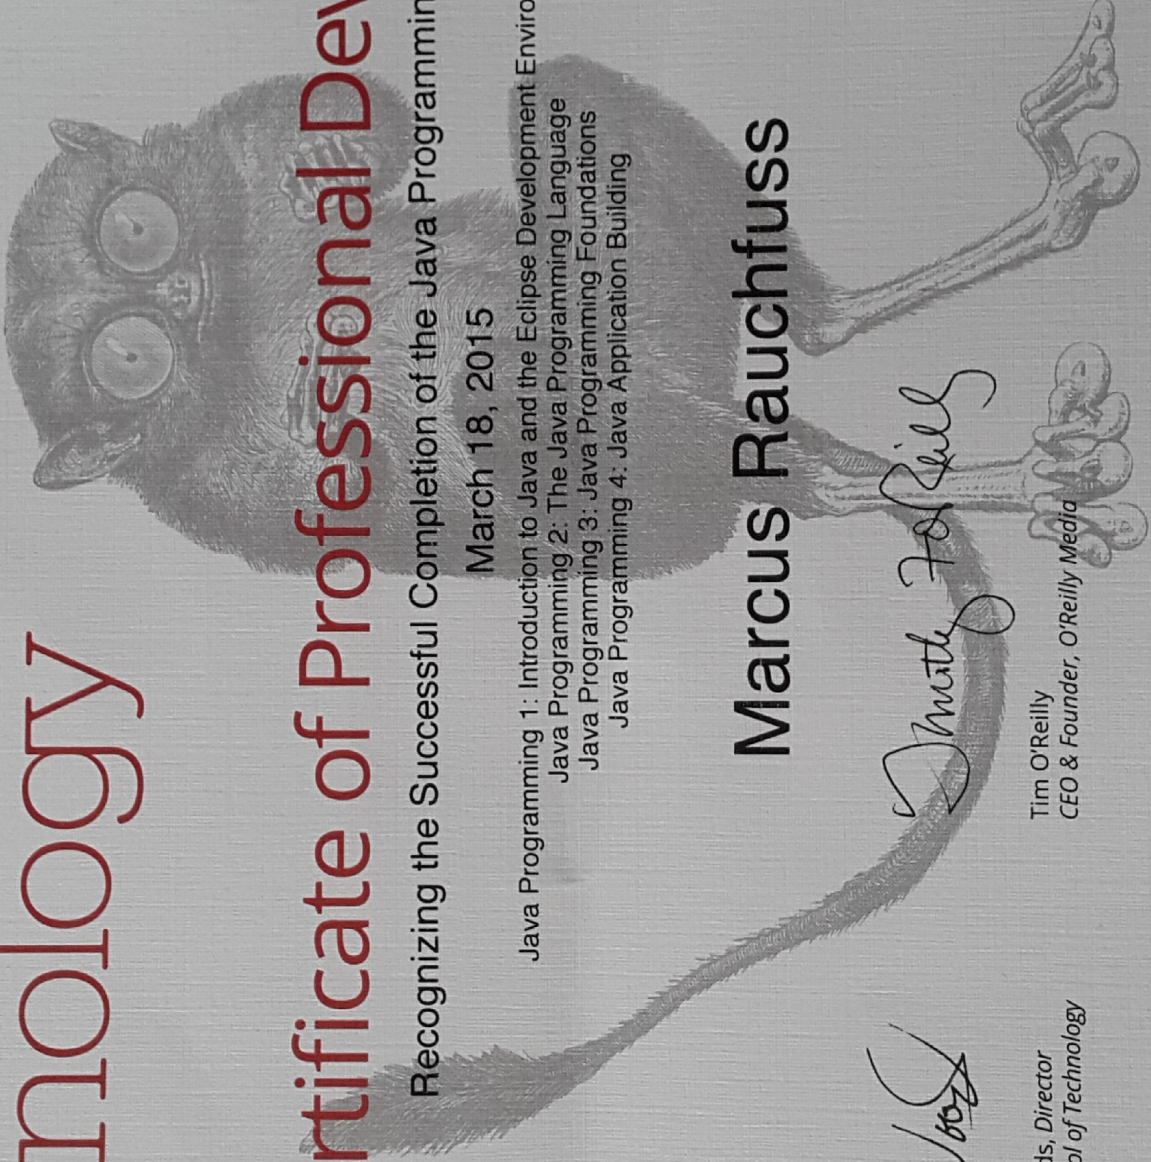 nology
rtificate of Professional Dev
Recognizing the Successful Completion of the Java Programmin
March 18, 2015
Java Programming 1: Introduction to Java and the Eclipse Development Enviro
Java Programming 2: The Java Programming Language
Java Programming 3: Java Programming Foundations
Java Programming 4: Java Application Building
Marcus Rauchfuss
Timothy F O'Reilly
ds, Director
ol of Technology
Tim O'Reilly
CEO & Founder, O'Reilly Media